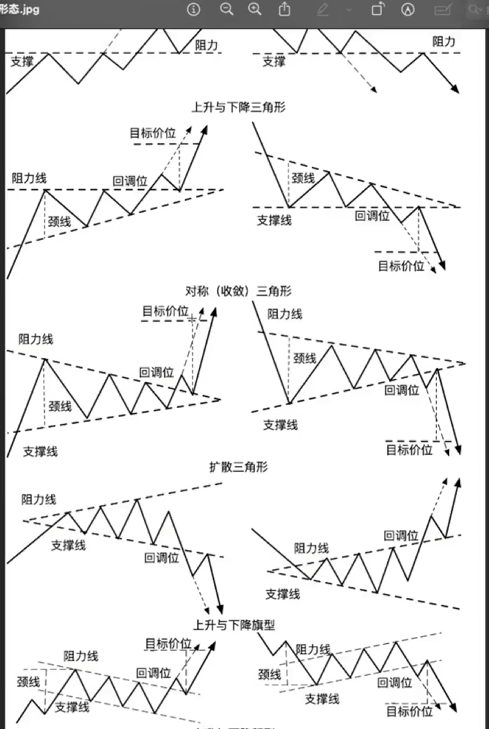 形态.jpg
阻力
支撑
支撑
阻力
上升与下降三角形
目标价位
阻力线
回调位
颈线
颈线
支撑线
回调位
目标价位
对称（收敛）三角形
目标价位
阻力线
阻力线
回调位
颈线
颈线
回调位
支撑线
支撑线
目标价位
扩散三角形
阻力线
支撑线
回调位
回调位
阻力线
支撑线
上升与下降旗型
目标价位
阻力线
回调位
颈线
支撑线
阻力线
颈线
回调位
支撑线
目标价位